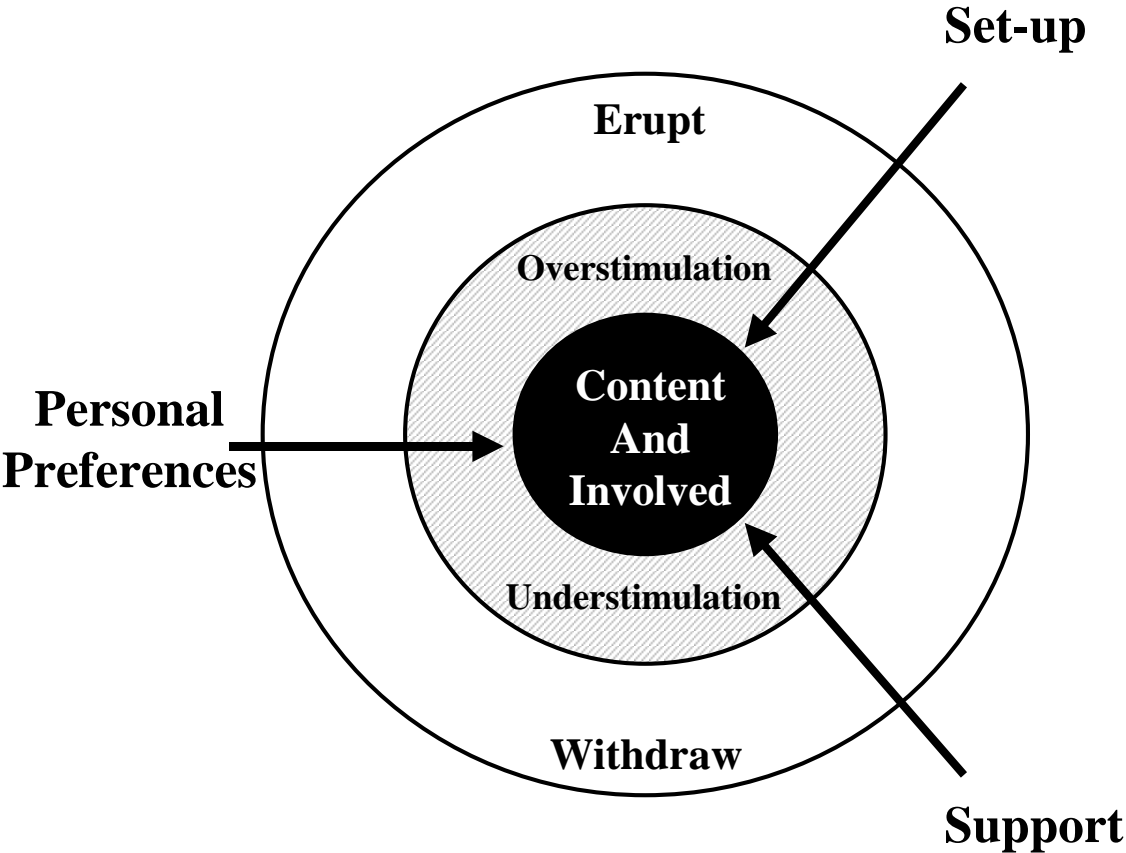 Set-up
Erupt
Overstimulation
Content
And
Involved
Personal
Preferences
Understimulation
Withdraw
Support